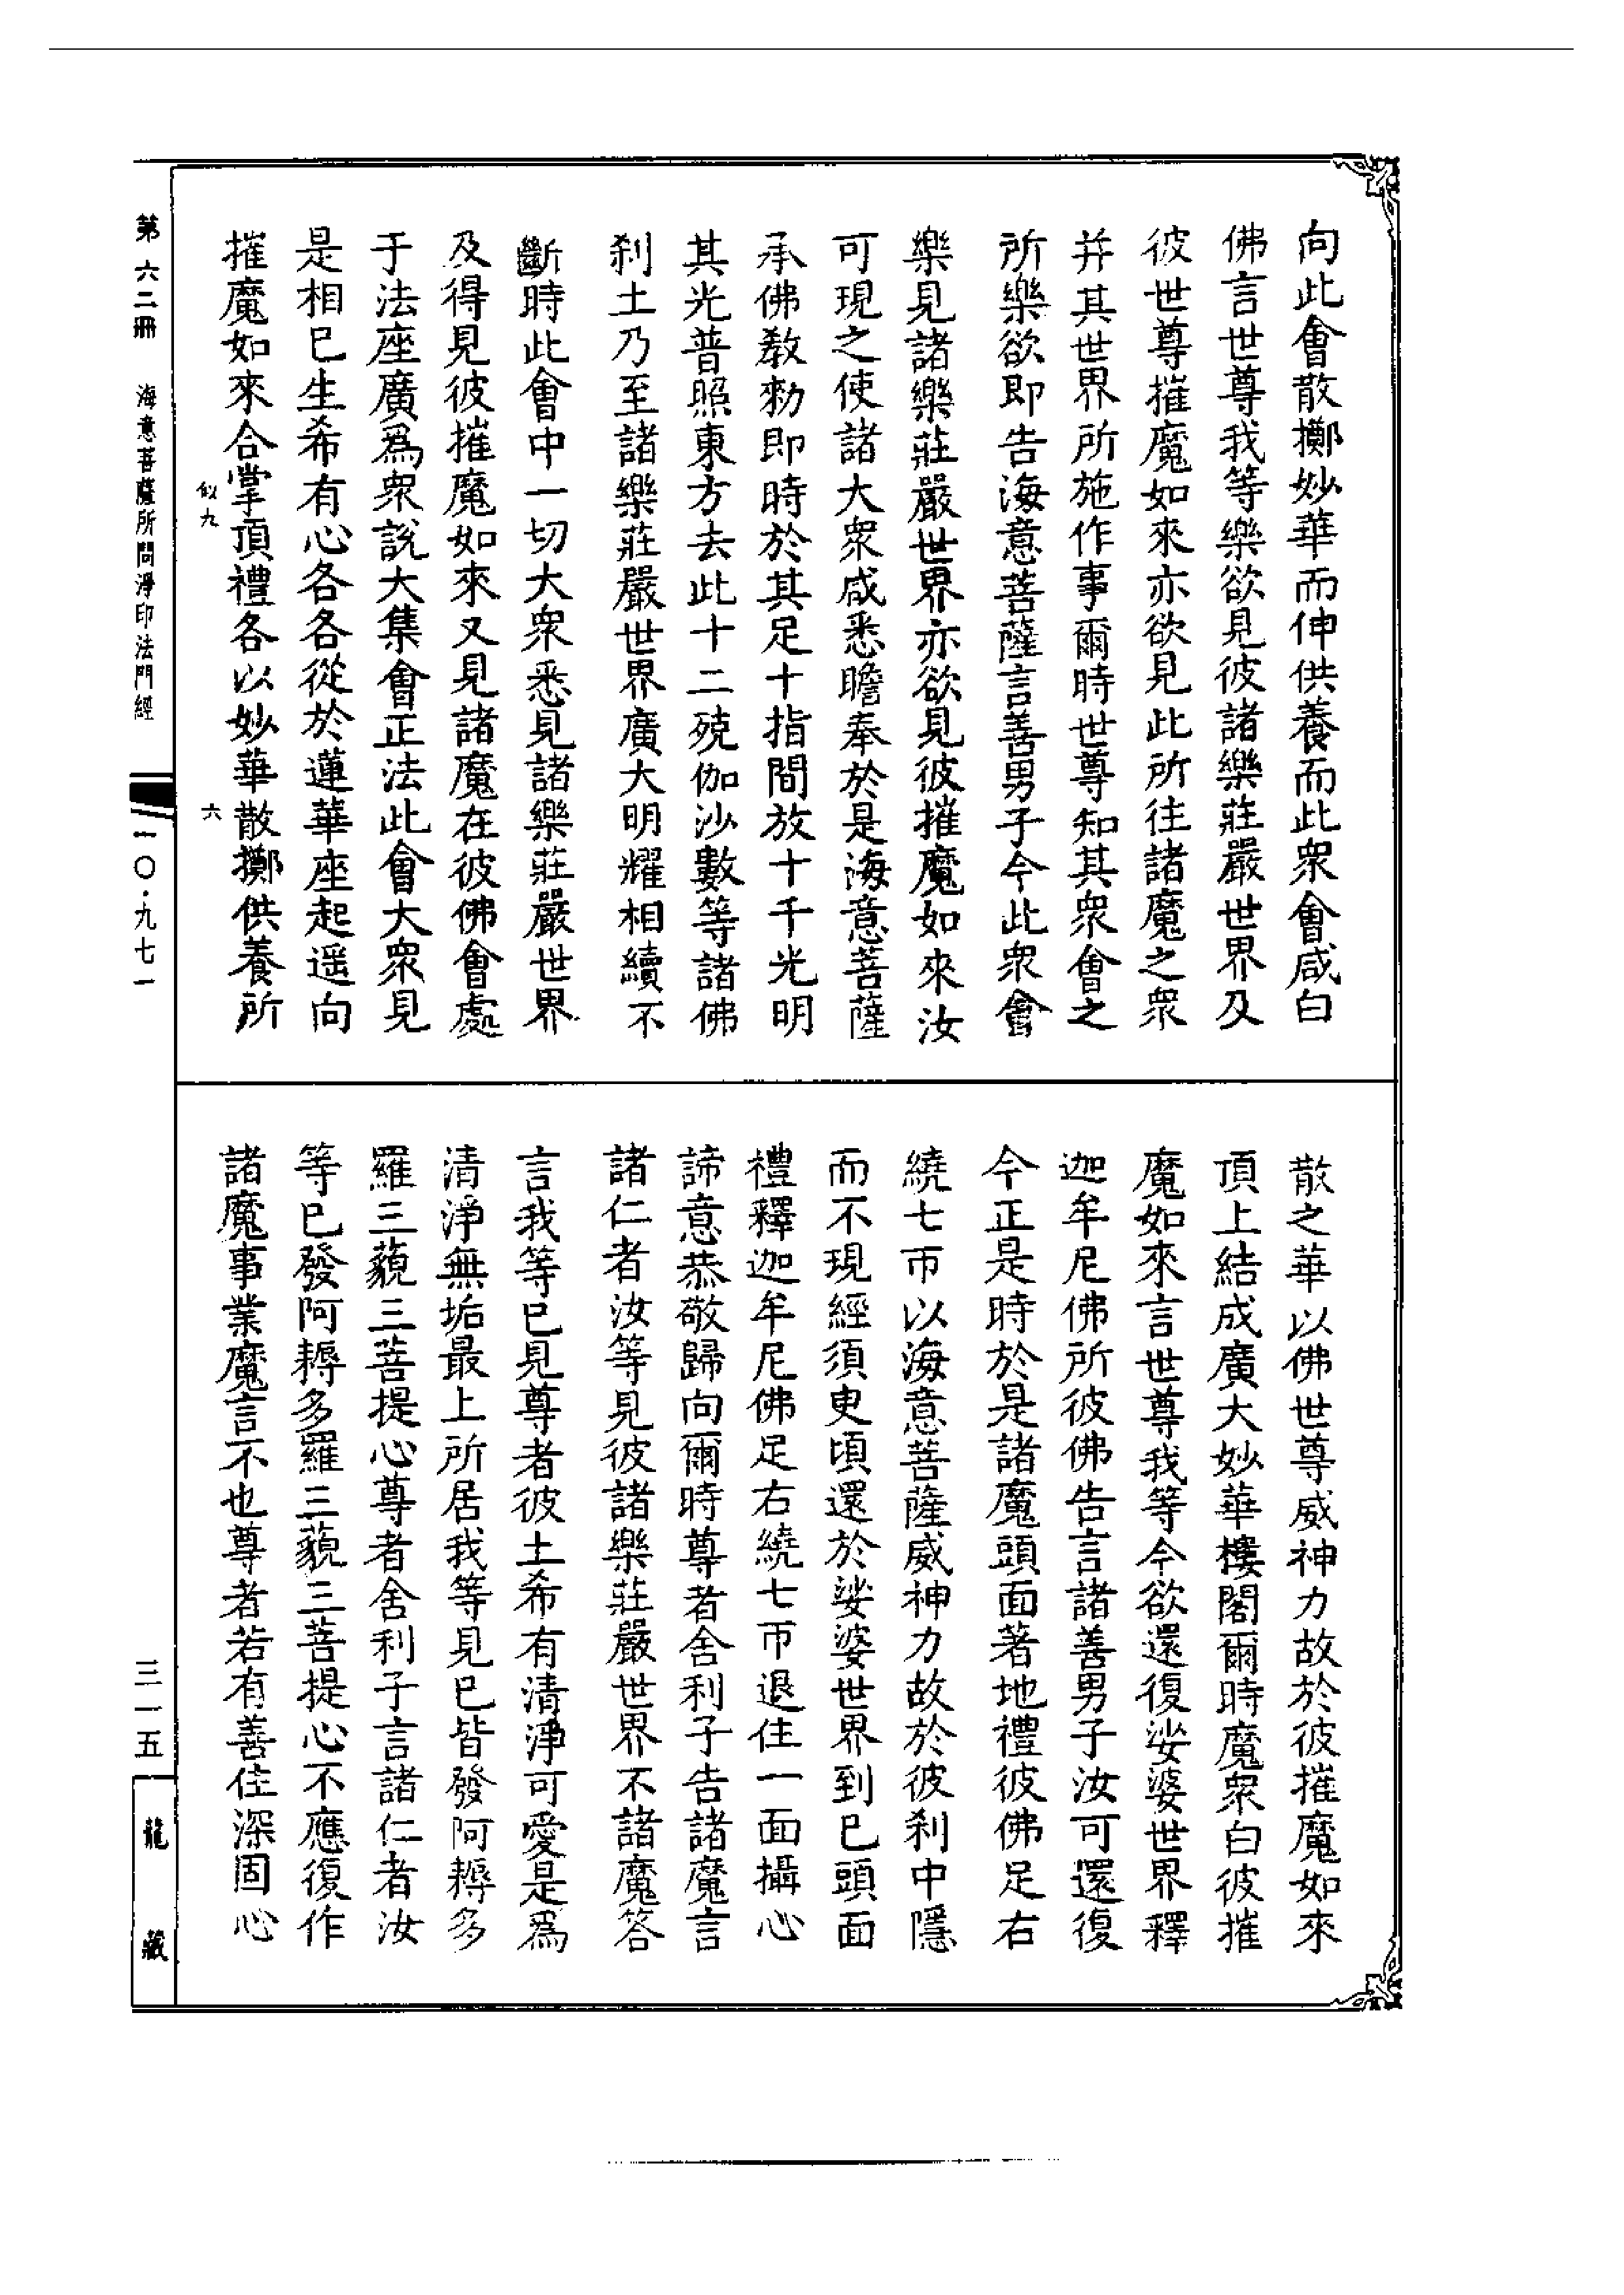 向此會散擲妙華而伸供養而此眾會咸白
佛言世尊我等樂欲見彼諸樂莊嚴世界及
彼世尊摧魔如來亦欲見此所往諸魔之眾
并其世界所施作事爾時世尊知其眾會之
所樂欲即告海意菩薩言善男子今此眾會
樂見諸樂莊嚴世界亦欲見彼摧魔如來汝
可現之使諸大眾咸悉瞻奉於是海意菩薩
承佛教勑即時於其足十指間放十千光明
其光普照東方去此十二殑伽沙數等諸佛
剎土乃至諸樂莊嚴世界廣大明耀相續不
斷時此會中一切大眾悉見諸樂莊嚴世界
及得見彼摧魔如來又見諸魔在彼佛會處
于法座廣為眾說大集會正法此會大眾見
是相已生希有心各各從於蓮華座起遥向
摧魔如來合掌頂禮各以妙華散擲供養所
散之華以佛世尊威神力故於彼摧魔如來
頂上結成廣大妙華樓閣爾時魔眾白彼摧
魔如來言世尊我等今欲還復娑婆世界釋
迦牟尼佛所彼佛告言諸善男子汝可還復
今正是時於是諸魔頭面著地禮彼佛足右
繞七帀以海意菩薩威神力故於彼剎中隱
而不現經須臾頃還於娑婆世界到已頭面
禮釋迦牟尼佛足右繞七帀退住一面攝心
諦意恭敬歸向爾時尊者舍利子告諸魔言
諸仁者汝等見彼諸樂莊嚴世界不諸魔答
言我等已見尊者彼土希有清淨可愛是為
清淨無垢最上所居我等見已皆發阿耨多
羅三藐三菩提心尊者舍利子言諸仁者汝
等已發阿耨多羅三藐三菩提心不應復作
諸魔事業魔言不也尊者若有善住深固心
似九
六
第六二冊 海意菩薩所問淨印法門經
一〇·九七一
三一五
龍藏